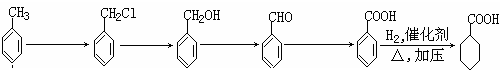 CH₃
CH₂Cl
CH₂OH
CHO
COOH
H₂,催化剂
△,加压
COOH